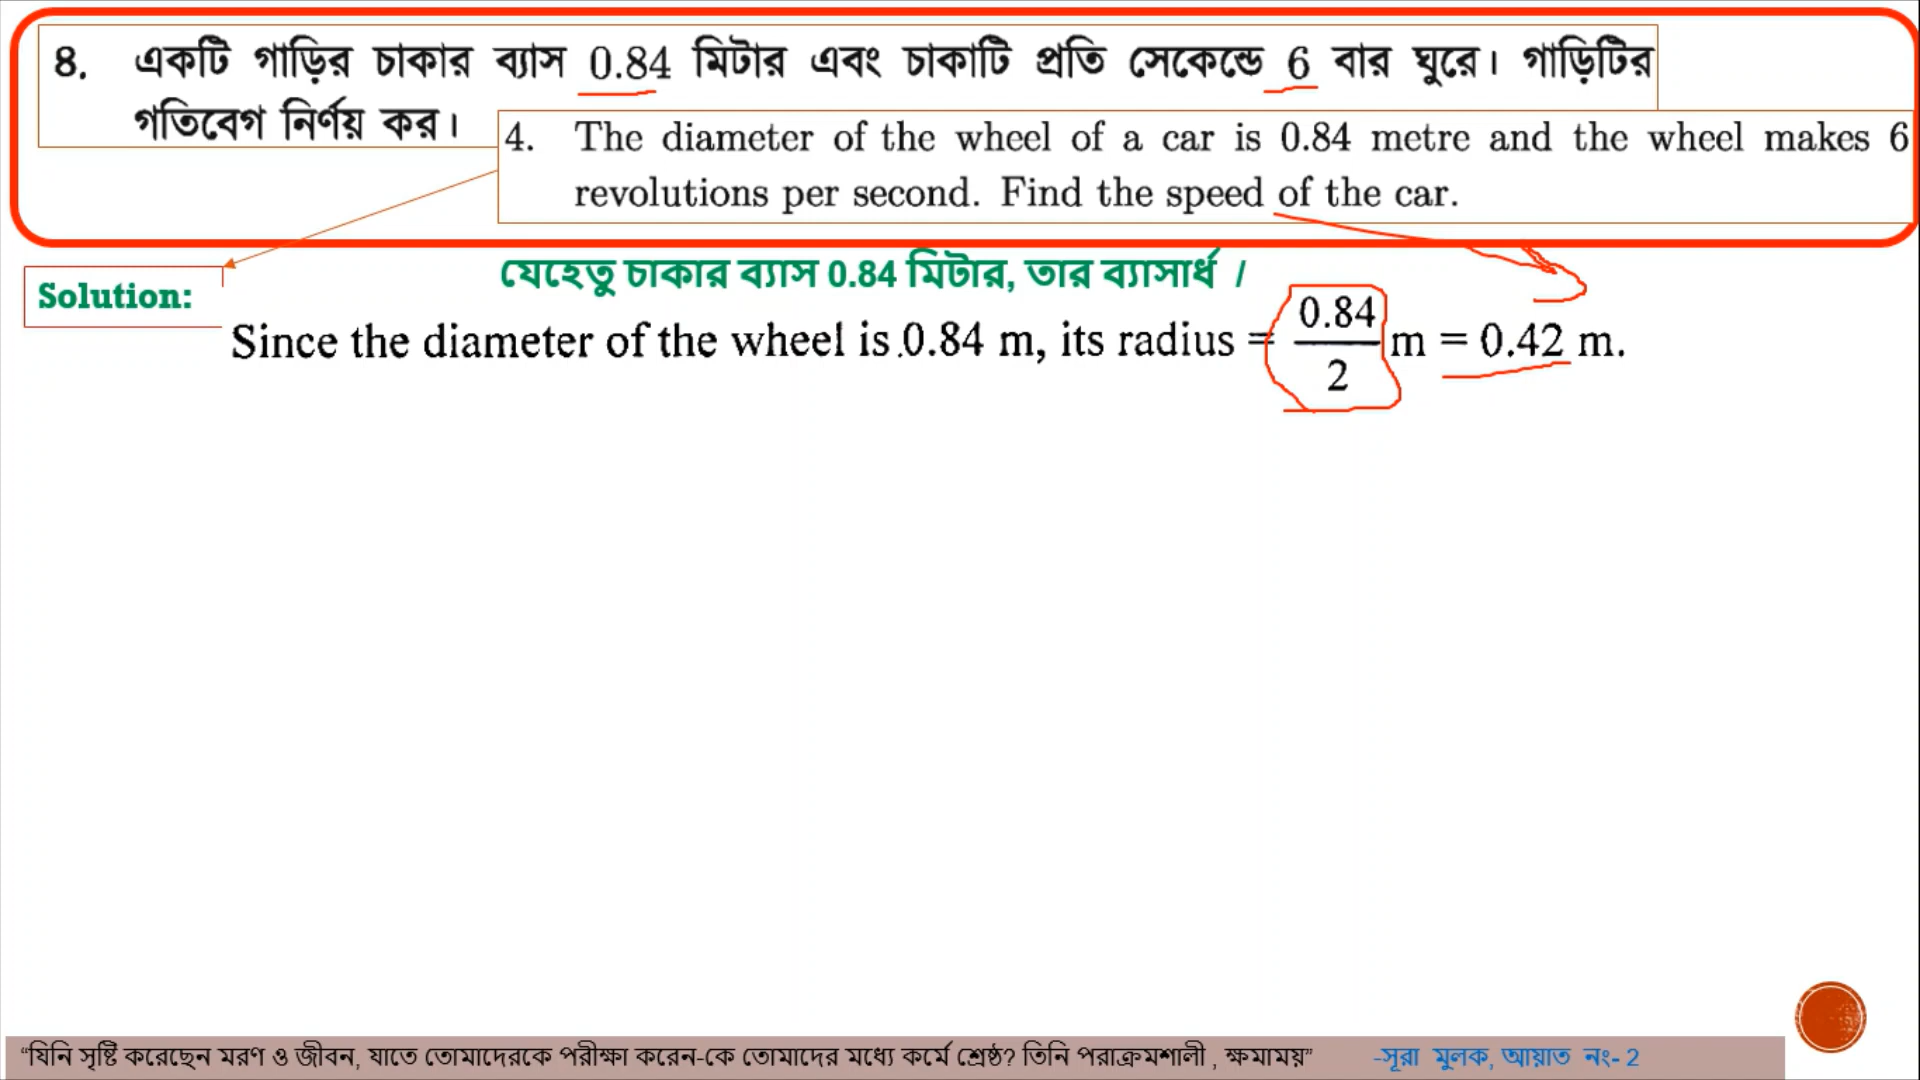 ৪. একটি গাড়ির চাকার ব্যাস 0.84 মিটার এবং চাকাটি প্রতি সেকেন্ডে 6 বার ঘুরে। গাড়িটির
গতিবেগ নির্ণয় কর।
4. The diameter of the wheel of a car is 0.84 metre and the wheel makes 6
revolutions per second. Find the speed of the car.
Solution:
যেহেতু চাকার ব্যাস 0.84 মিটার, তার ব্যাসার্ধ /
Since the diameter of the wheel is 0.84 m, its radius = 0.84/2 m = 0.42 m.
“যিনি সৃষ্টি করেছেন মরণ ও জীবন, যাতে তোমাদেরকে পরীক্ষা করেন-কে তোমাদের মধ্যে কর্মে শ্রেষ্ঠ? তিনি পরাক্রমশালী , ক্ষমাময়” -সূরা মুলক, আয়াত নং- 2